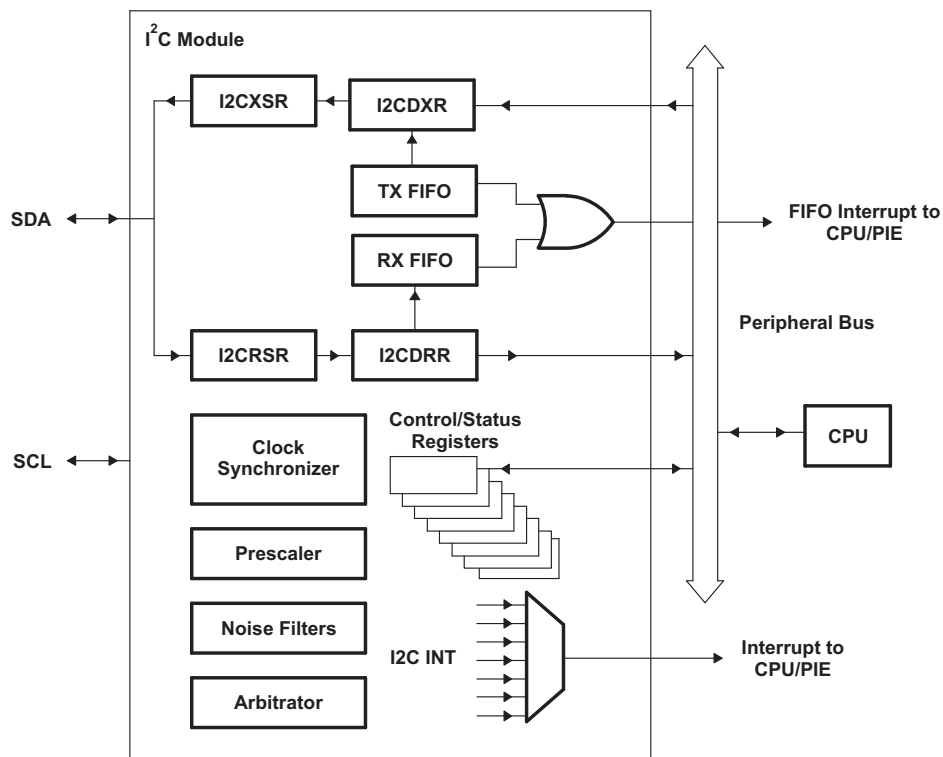 I²C Module
I2CXSR
I2CDXR
TX FIFO
SDA
FIFO Interrupt to
CPU/PIE
RX FIFO
Peripheral Bus
I2CRSR
I2CDRR
Control/Status
Registers
CPU
SCL
Clock
Synchronizer
Prescaler
Noise Filters
I2C INT
Interrupt to
CPU/PIE
Arbitrator